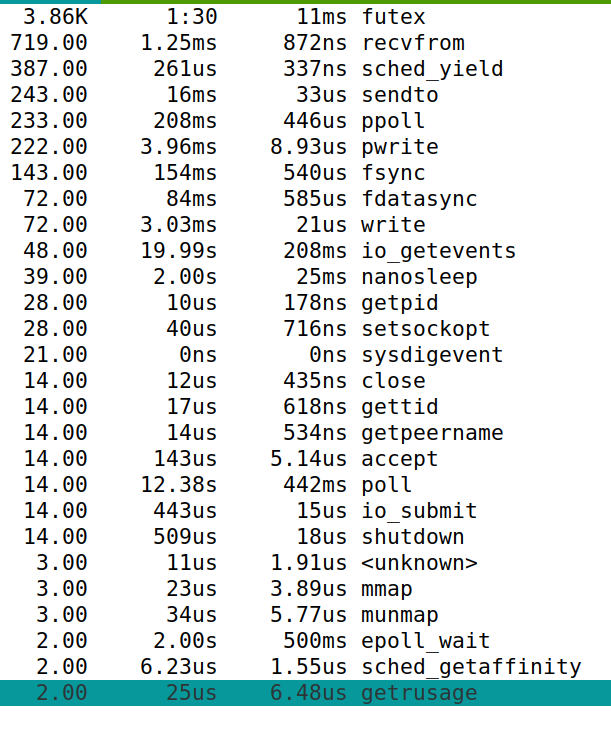 3.86K 1:30 11ms futex
719.00 1.25ms 872ns recvfrom
387.00 261us 337ns sched_yield
243.00 16ms 33us sendto
233.00 208ms 446us ppoll
222.00 3.96ms 8.93us pwrite
143.00 154ms 540us fsync
72.00 84ms 585us fdatasync
72.00 3.03ms 21us write
48.00 19.99s 208ms io_getevents
39.00 2.00s 25ms nanosleep
28.00 10us 178ns getpid
28.00 40us 716ns setsockopt
21.00 0ns 0ns sysdigevent
14.00 12us 435ns close
14.00 17us 618ns gettid
14.00 14us 534ns getpeername
14.00 143us 5.14us accept
14.00 12.38s 442ms poll
14.00 443us 15us io_submit
14.00 509us 18us shutdown
3.00 11us 1.91us <unknown>
3.00 23us 3.89us mmap
3.00 34us 5.77us munmap
2.00 2.00s 500ms epoll_wait
2.00 6.23us 1.55us sched_getaffinity
2.00 25us 6.48us getrusage